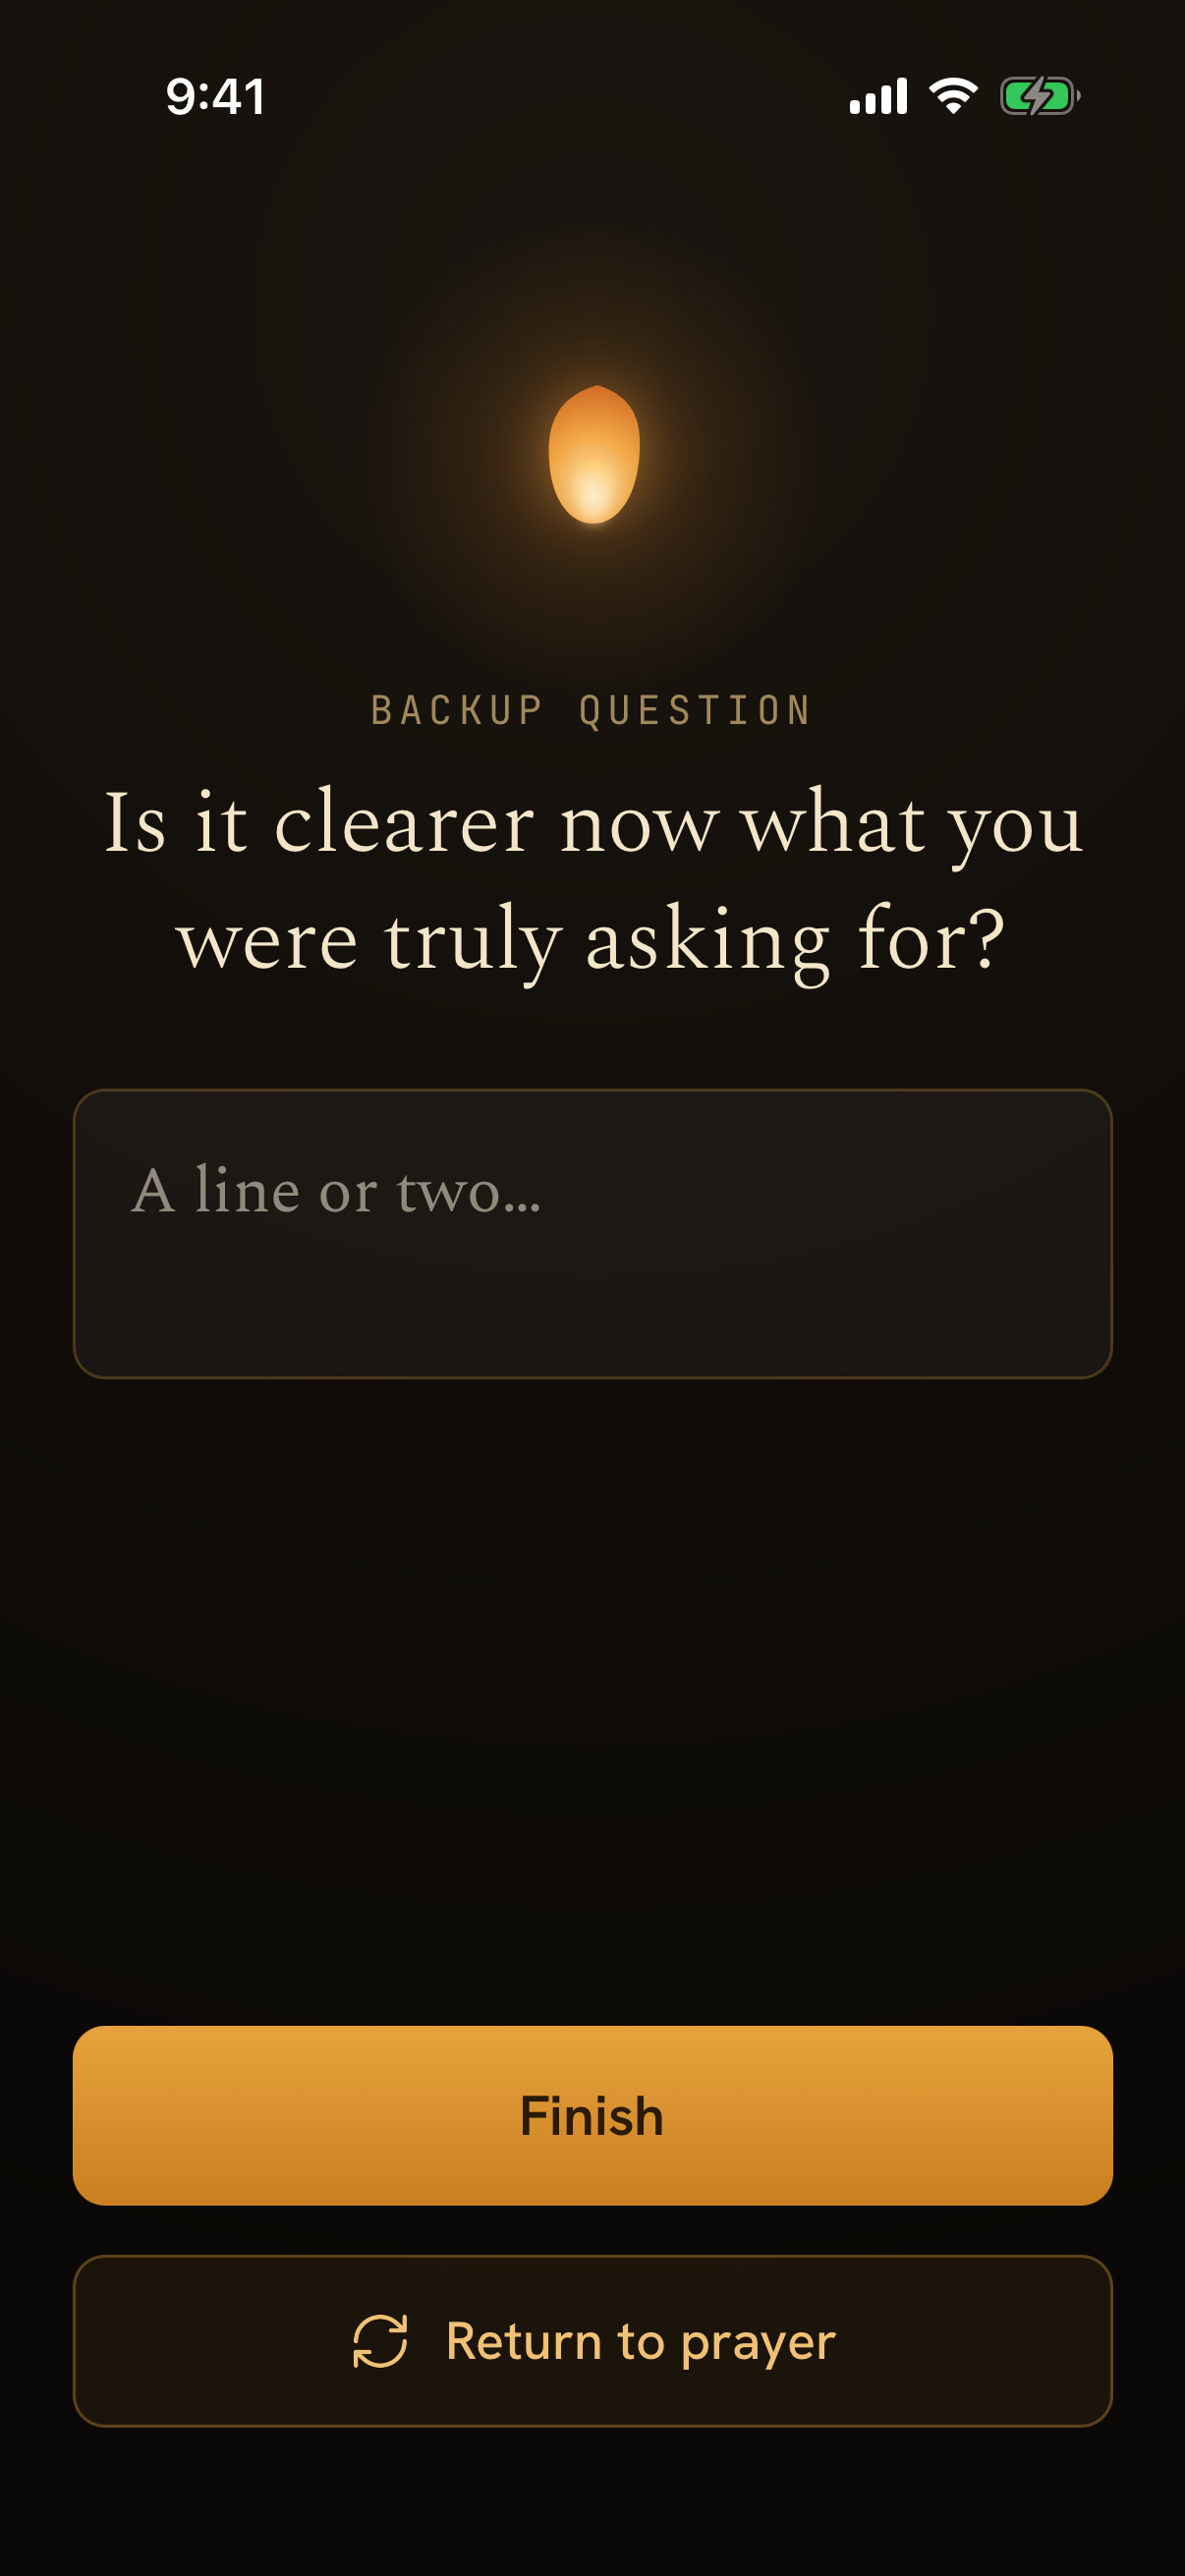 9:41
BACKUP QUESTION
Is it clearer now what you
were truly asking for?
A line or two...
Finish
Return to prayer